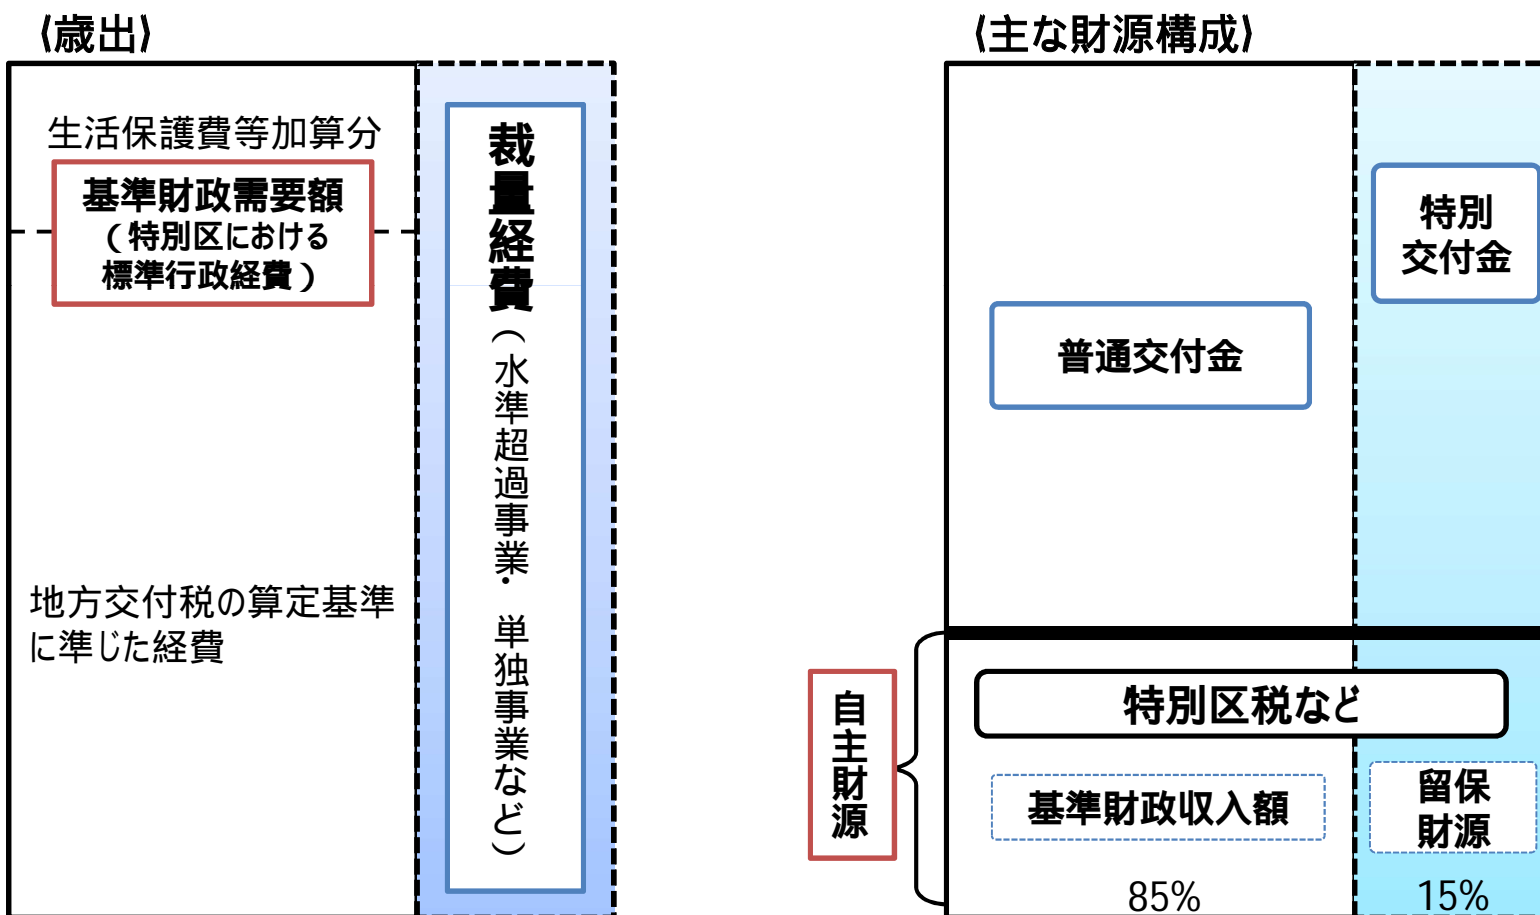 ⟨歳出⟩
生活保護費等加算分
基準財政需要額
(特別区における
標準行政経費)
地方交付税の算定基準
に準じた経費
裁量経費(水準超過事業・単独事業など)
⟨主な財源構成⟩
普通交付金
特別
交付金
自主財源
特別区税など
基準財政収入額
留保
財源
85%
15%